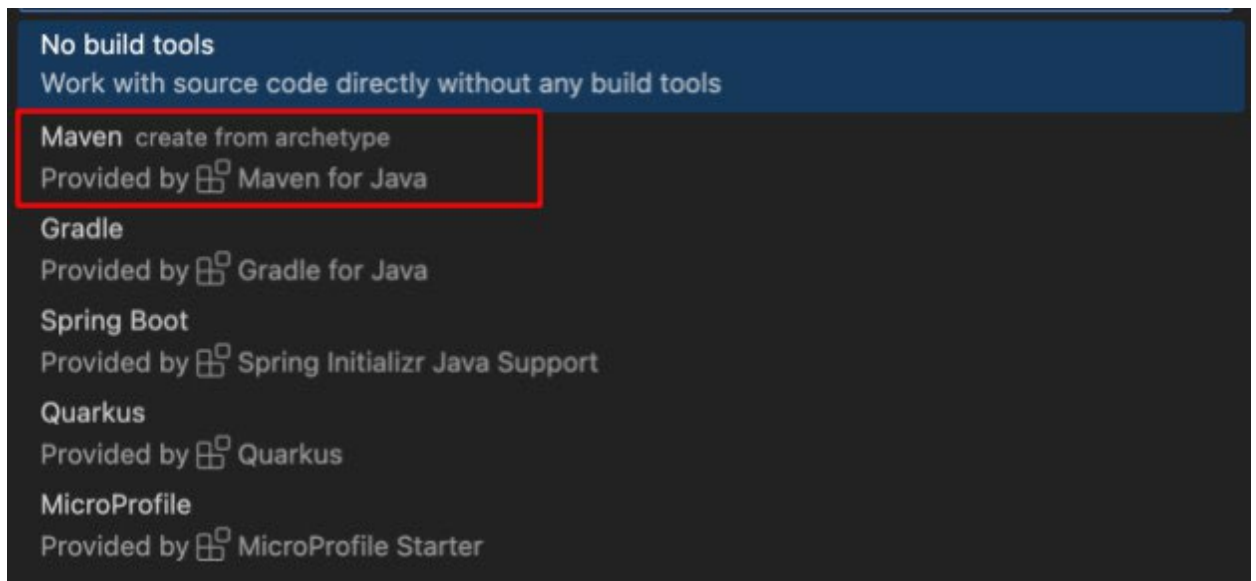 No build tools
Work with source code directly without any build tools
Maven create from archetype
Provided by Maven for Java
Gradle
Provided by Gradle for Java
Spring Boot
Provided by Spring Initializr Java Support
Quarkus
Provided by Quarkus
MicroProfile
Provided by MicroProfile Starter